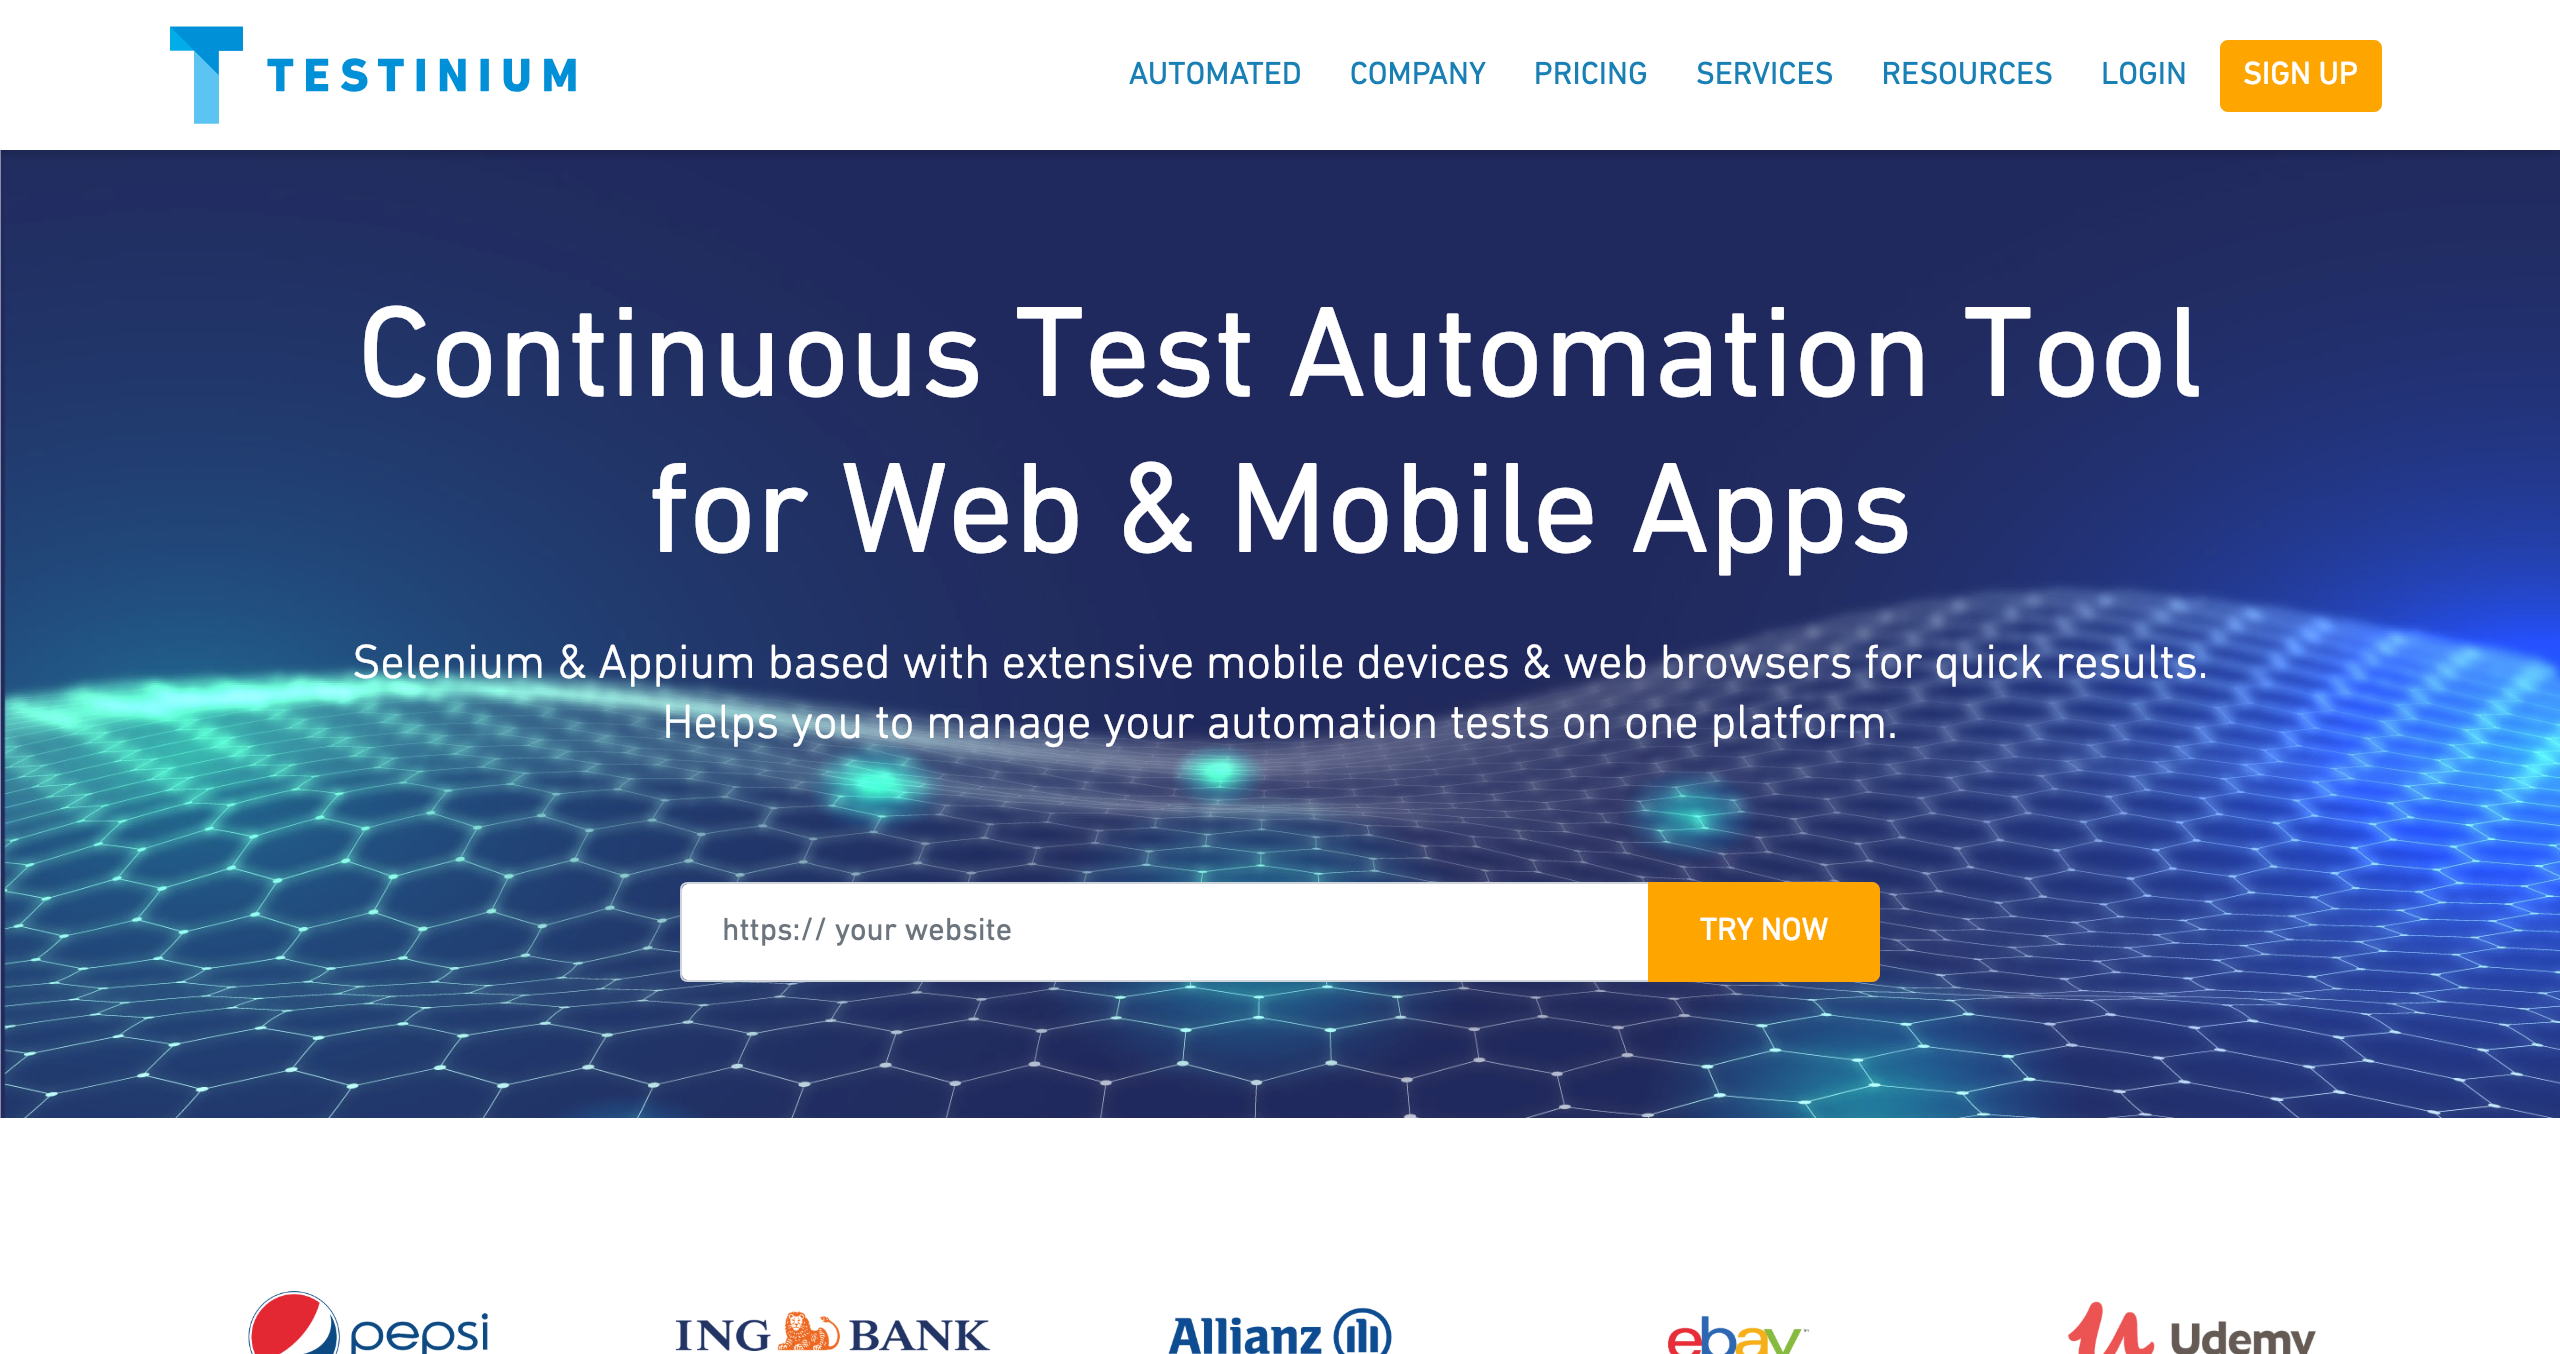 TESTINIUM
AUTOMATED COMPANY PRICING SERVICES RESOURCES LOGIN SIGN UP
Continuous Test Automation Tool
for Web & Mobile Apps
Selenium & Appium based with extensive mobile devices & web browsers for quick results.
Helps you to manage your automation tests on one platform.
https:// your website TRY NOW
pepsi ING BANK Allianz ebay Udemy